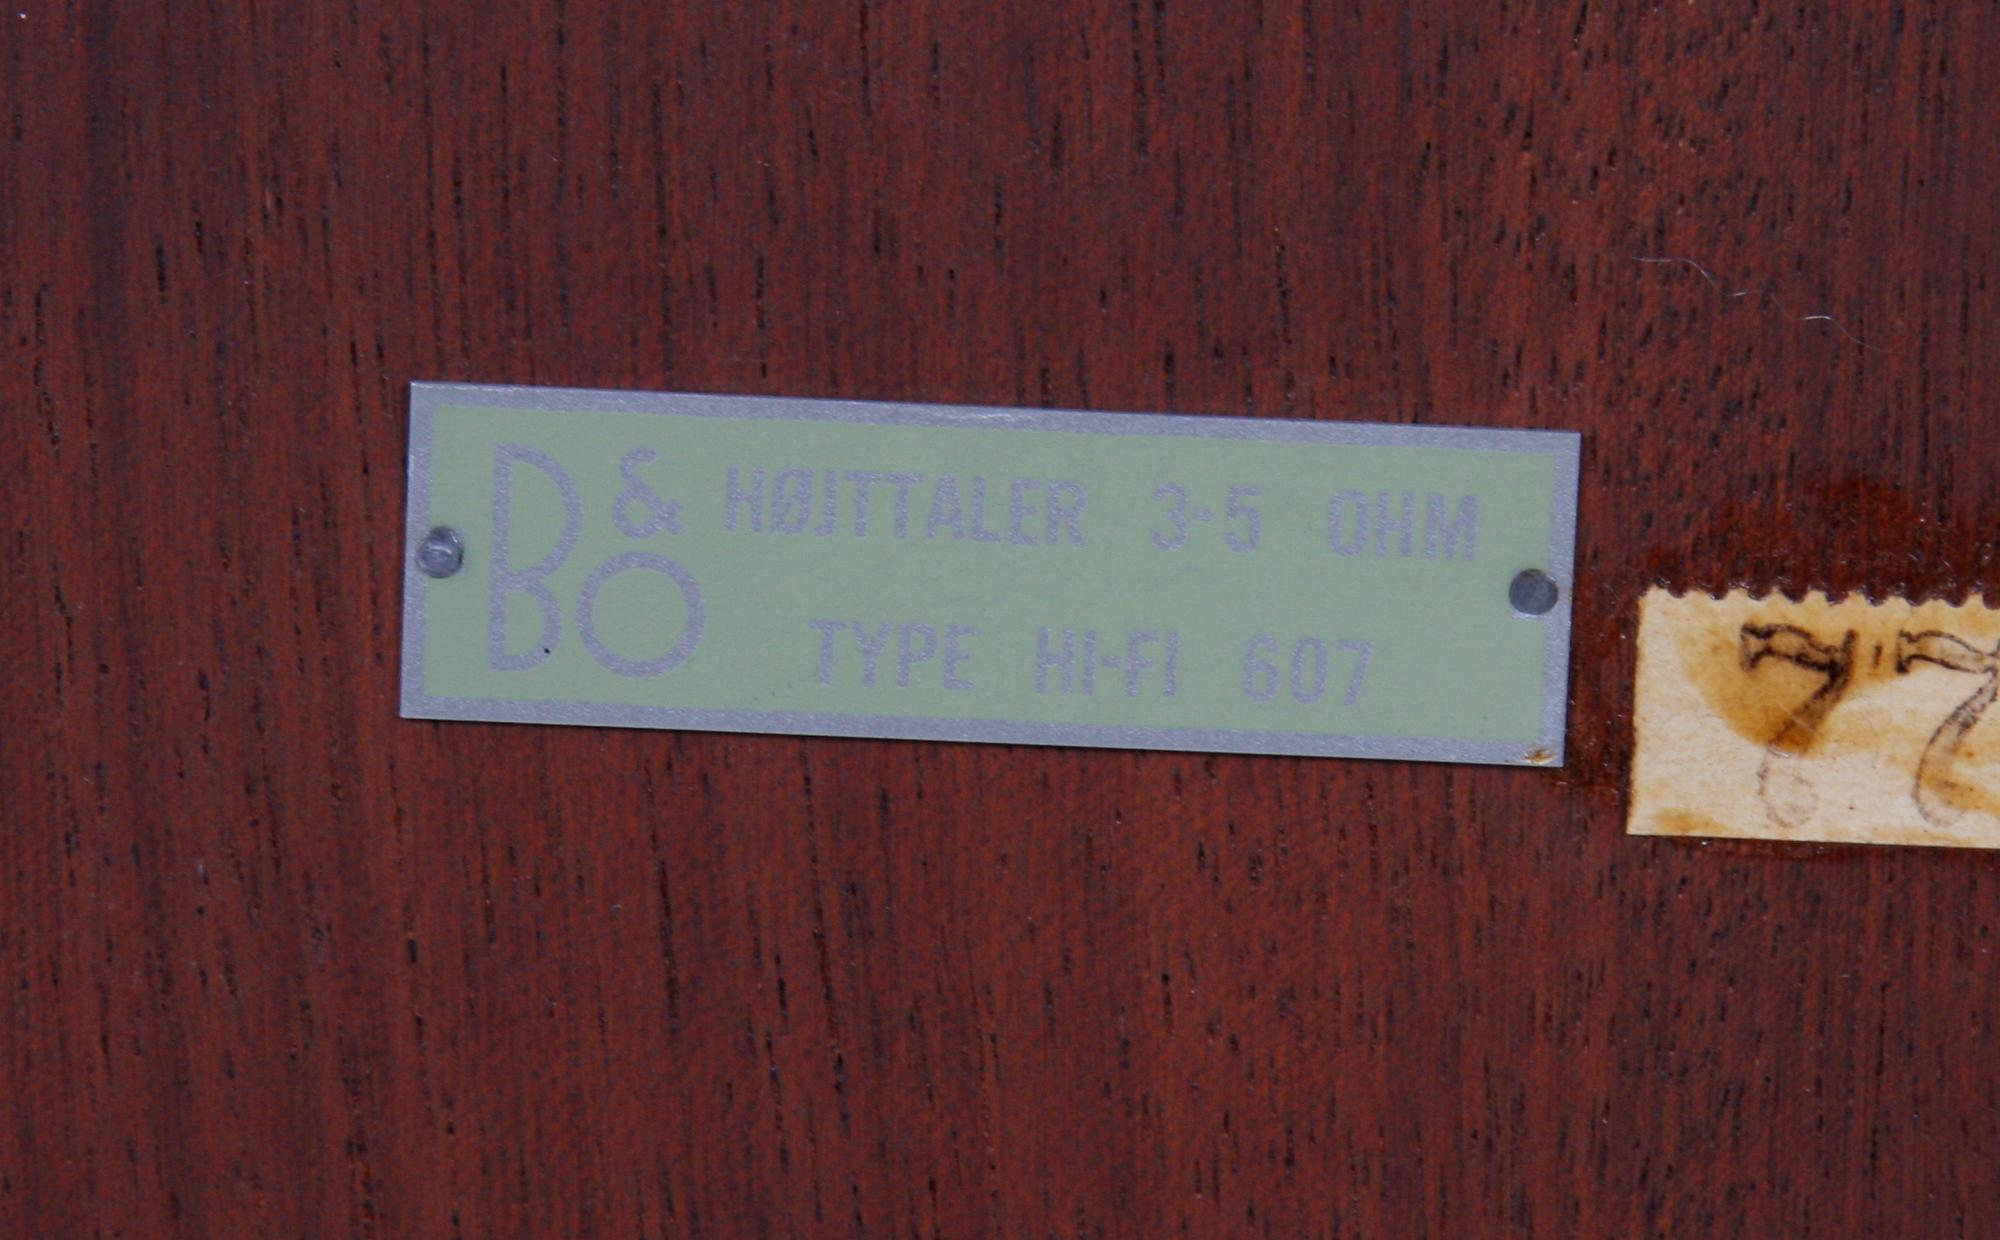 B&O HØJTTALER 3-5 OHM
TYPE HI-FI 607